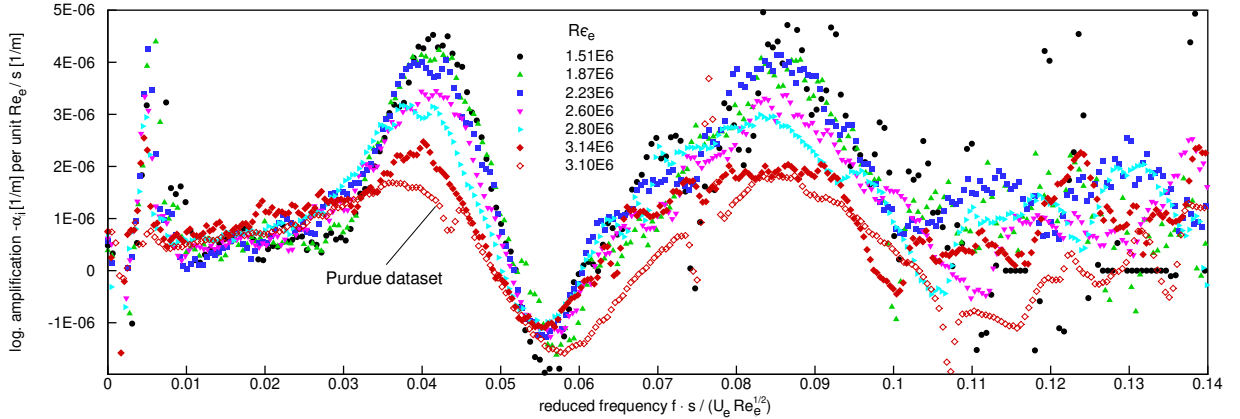 log. amplification -αi [1/m] per unit Re_e / s [1/m]
5E-06
4E-06
3E-06
2E-06
1E-06
0
-1E-06
Reϵ_e
1.51E6
1.87E6
2.23E6
2.60E6
2.80E6
3.14E6
3.10E6
Purdue dataset
0 0.01 0.02 0.03 0.04 0.05 0.06 0.07 0.08 0.09 0.1 0.11 0.12 0.13 0.14
reduced frequency f · s / (U_e Re_e^1/2)